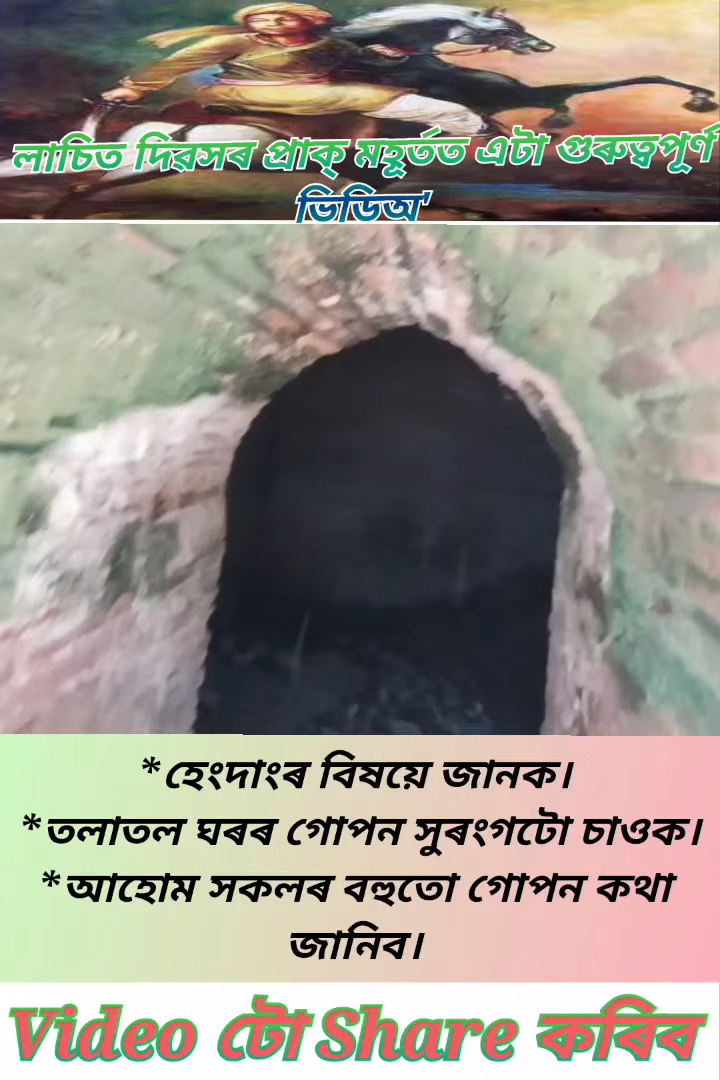 লাচিত দিৱসৰ প্ৰাক্ মহূৰ্তত এটা গুৰুত্বপূৰ্ণ
ভিডিঅ'
*হেংদাংৰ বিষয়ে জানক।
*তলাতল ঘৰৰ গোপন সুৰংগটো চাওক।
*আহোম সকলৰ বহুতো গোপন কথা
জানিব।
Video টো Share কৰিব